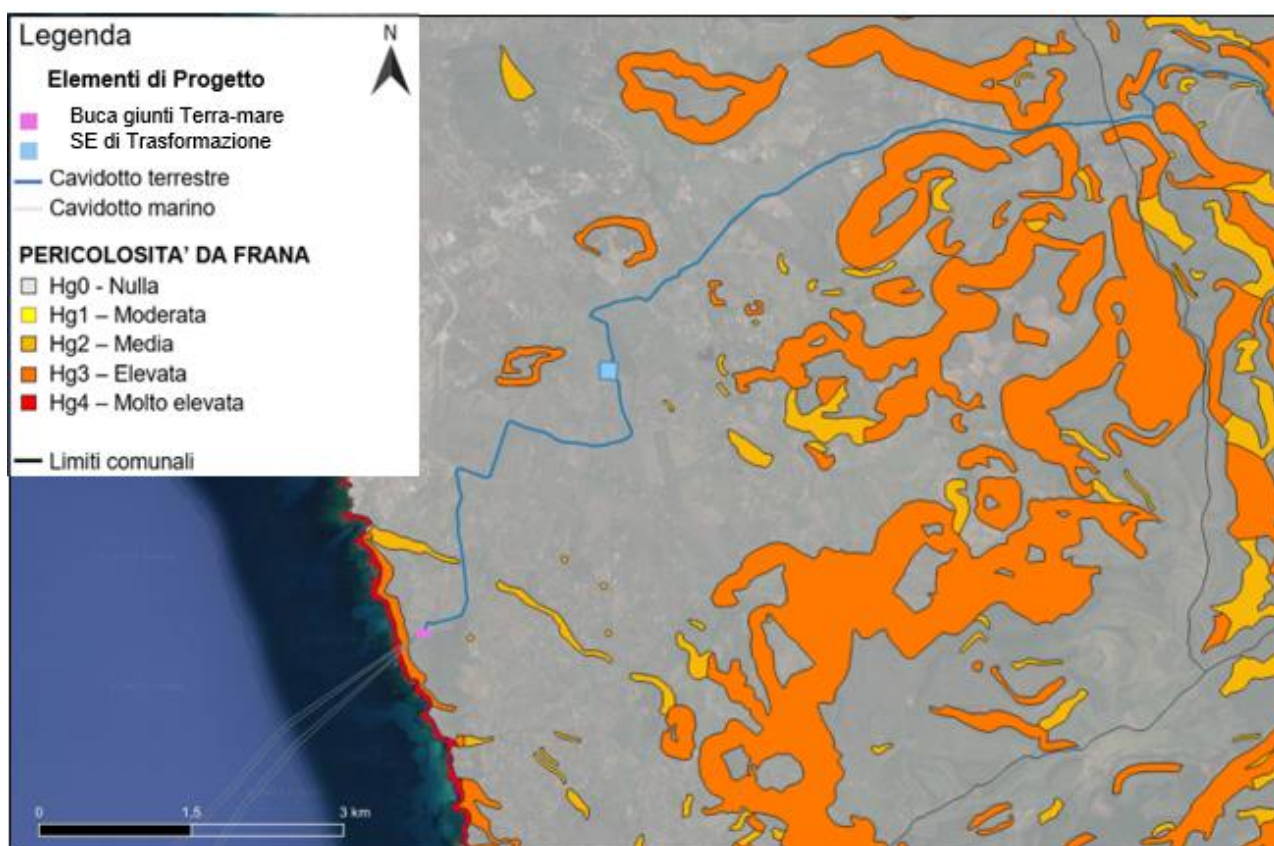 Legenda
N
Elementi di Progetto
Buca giunti Terra-mare
SE di Trasformazione
Cavidotto terrestre
Cavidotto marino
PERICOLOSITA' DA FRANA
Hg0 - Nulla
Hg1 – Moderata
Hg2 – Media
Hg3 – Elevata
Hg4 – Molto elevata
Limiti comunali
0 1,5 3 km